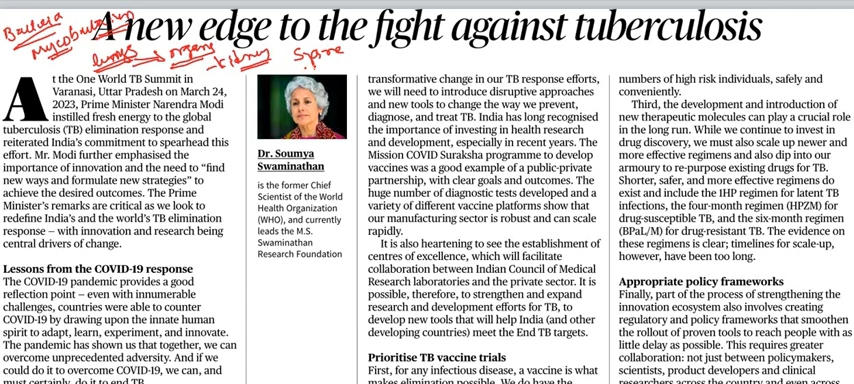 A new edge to the fight against tuberculosis
Bacteria
Mycobacterium
lungs → organs
- kidney
Spine
At the One World TB Summit in
Varanasi, Uttar Pradesh on March 24,
2023, Prime Minister Narendra Modi
instilled fresh energy to the global
tuberculosis (TB) elimination response and
reiterated India's commitment to spearhead this
effort. Mr. Modi further emphasised the
importance of innovation and the need to “find
new ways and formulate new strategies” to
achieve the desired outcomes. The Prime
Minister's remarks are critical as we look to
redefine India's and the world's TB elimination
response – with innovation and research being
central drivers of change.
Lessons from the COVID-19 response
The COVID-19 pandemic provides a good
reflection point – even with innumerable
challenges, countries were able to counter
COVID-19 by drawing upon the innate human
spirit to adapt, learn, experiment, and innovate.
The pandemic has shown us that together, we can
overcome unprecedented adversity. And if we
could do it to overcome COVID-19, we can, and
must certainly, do it to end TB.
Dr. Soumya
Swaminathan
is the former Chief
Scientist of the World
Health Organization
(WHO), and currently
leads the M.S.
Swaminathan
Research Foundation
transformative change in our TB response efforts,
we will need to introduce disruptive approaches
and new tools to change the way we prevent,
diagnose, and treat TB. India has long recognised
the importance of investing in health research
and development, especially in recent years. The
Mission COVID Suraksha programme to develop
vaccines was a good example of a public-private
partnership, with clear goals and outcomes. The
huge number of diagnostic tests developed and a
variety of different vaccine platforms show that
our manufacturing sector is robust and can scale
rapidly.
It is also heartening to see the establishment of
centres of excellence, which will facilitate
collaboration between Indian Council of Medical
Research laboratories and the private sector. It is
possible, therefore, to strengthen and expand
research and development efforts for TB, to
develop new tools that will help India (and other
developing countries) meet the End TB targets.
Prioritise TB vaccine trials
First, for any infectious disease, a vaccine is what
makes elimination possible. We do have the
numbers of high risk individuals, safely and
conveniently.
Third, the development and introduction of
new therapeutic molecules can play a crucial role
in the long run. While we continue to invest in
drug discovery, we must also scale up newer and
more effective regimens and also dip into our
armoury to re-purpose existing drugs for TB.
Shorter, safer, and more effective regimens do
exist and include the 1HP regimen for latent TB
infections, the four-month regimen (HPZM) for
drug-susceptible TB, and the six-month regimen
(BPaL/M) for drug-resistant TB. The evidence on
these regimens is clear; timelines for scale-up,
however, have been too long.
Appropriate policy frameworks
Finally, part of the process of strengthening the
innovation ecosystem also involves creating
regulatory and policy frameworks that smoothen
the rollout of proven tools to reach people with as
little delay as possible. This requires greater
collaboration: not just between policymakers,
scientists, product developers and clinical
researchers across the country and even across